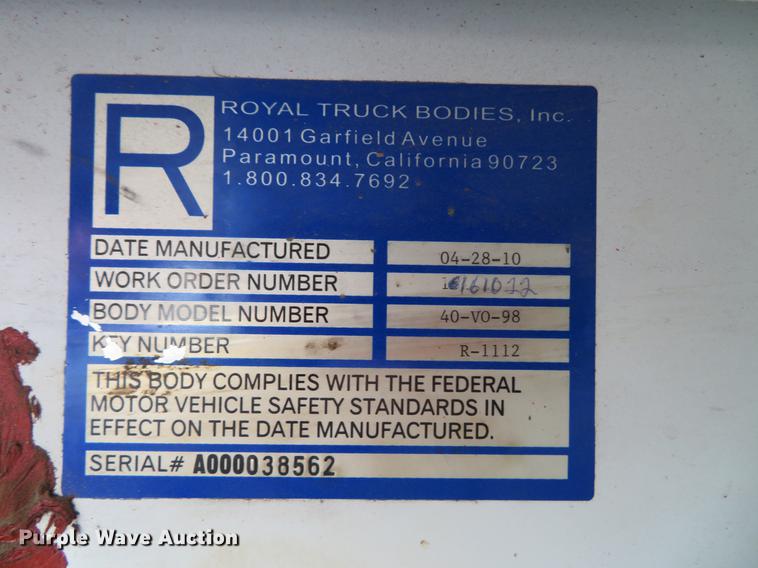 R
ROYAL TRUCK BODIES, Inc.
14001 Garfield Avenue
Paramount, California 90723
1.800.834.7692
DATE MANUFACTURED 04-28-10
WORK ORDER NUMBER
BODY MODEL NUMBER 40-VO-98
KEY NUMBER R-1112
THIS BODY COMPLIES WITH THE FEDERAL
MOTOR VEHICLE SAFETY STANDARDS IN
EFFECT ON THE DATE MANUFACTURED.
SERIAL# A000038562
Purple Wave Auction